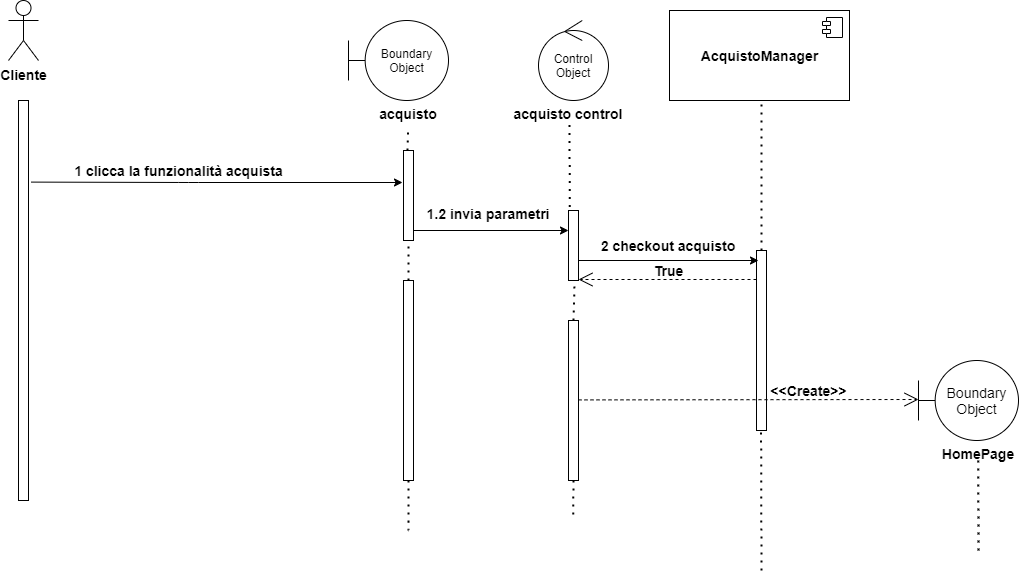 Cliente
Boundary
Object
acquisto
Control
Object
acquisto control
AcquistoManager
1 clicca la funzionalità acquista
1.2 invia parametri
2 checkout acquisto
True
<<Create>>
Boundary
Object
HomePage